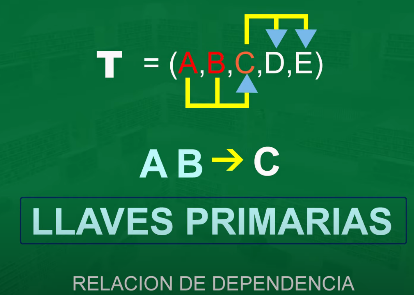 T = (A,B,C,D,E)
A B → C
LLAVES PRIMARIAS
RELACION DE DEPENDENCIA